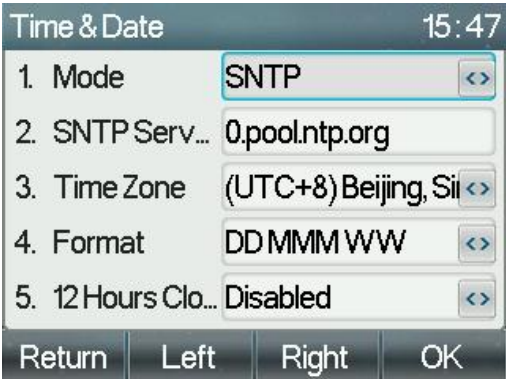 Time & Date 15:47
1. Mode SNTP
2. SNTP Serv... 0.pool.ntp.org
3. Time Zone (UTC+8) Beijing, Si
4. Format DD MMM WW
5. 12 Hours Clo... Disabled
Return Left Right OK